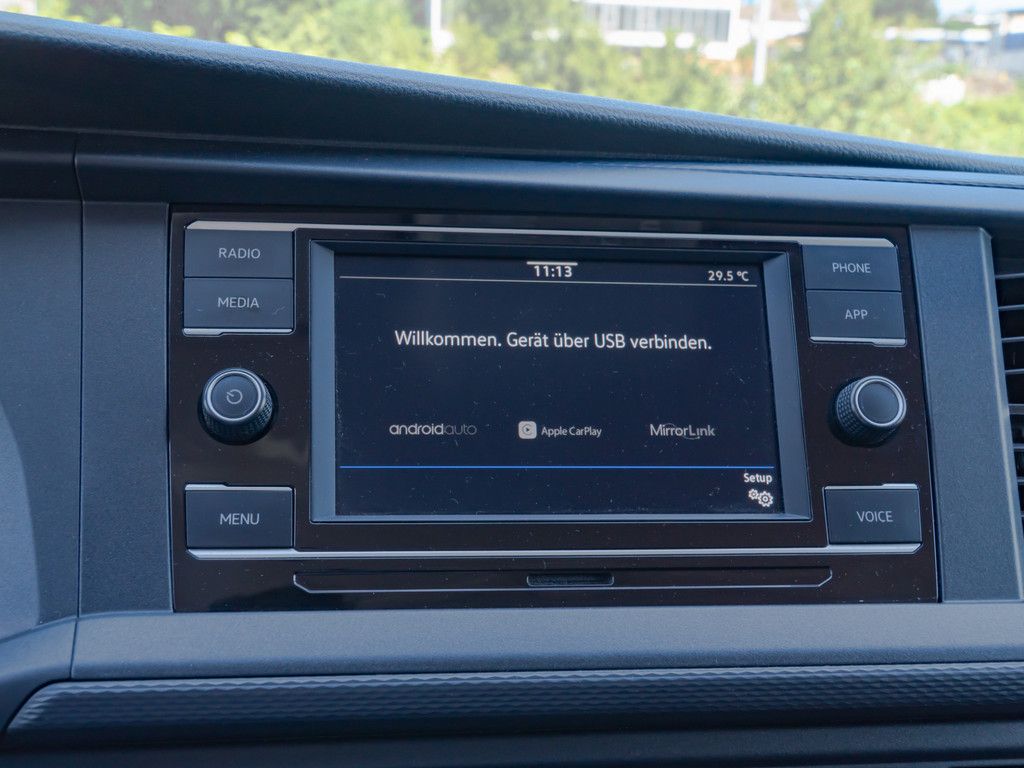 RADIO
MEDIA
MENU
11:13
29.5 °C
Willkommen. Gerät über USB verbinden.
androidauto
Apple CarPlay
MirrorLink
Setup
PHONE
APP
VOICE